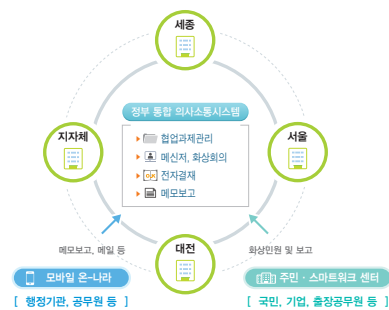 세종
정부 통합 의사소통시스템
지자체
협업과제관리
메신저, 화상회의
전자결재
메모보고
서울
메모보고, 메일 등
대전
화상민원 및 보고
모바일 온-나라
주민 · 스마트워크 센터
[ 행정기관, 공무원 등 ]
[ 국민, 기업, 출장공무원 등 ]